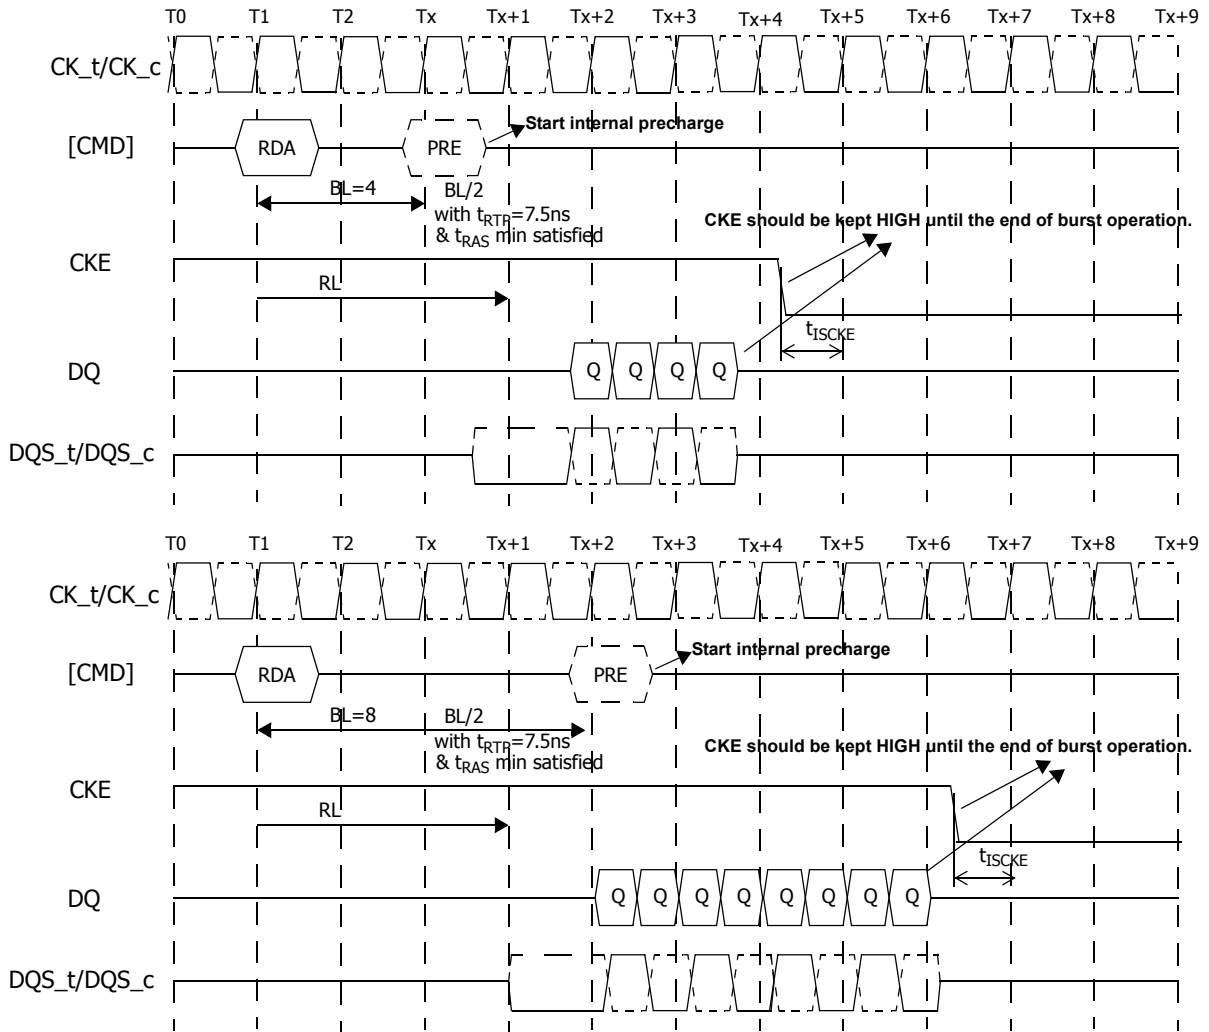 T0 T1 T2 Tx Tx+1 Tx+2 Tx+3 Tx+4 Tx+5 Tx+6 Tx+7 Tx+8 Tx+9
CK_t/CK_c
[CMD] RDA PRE Start internal precharge
BL=4 BL/2
with tRTP=7.5ns
& tRAS min satisfied
CKE should be kept HIGH until the end of burst operation.
CKE
RL
tISCKE
DQ Q Q Q Q
DQS_t/DQS_c
T0 T1 T2 Tx Tx+1 Tx+2 Tx+3 Tx+4 Tx+5 Tx+6 Tx+7 Tx+8 Tx+9
CK_t/CK_c
[CMD] RDA PRE Start internal precharge
BL=8 BL/2
with tRTP=7.5ns
& tRAS min satisfied
CKE should be kept HIGH until the end of burst operation.
CKE
RL
tISCKE
DQ Q Q Q Q Q Q Q Q
DQS_t/DQS_c